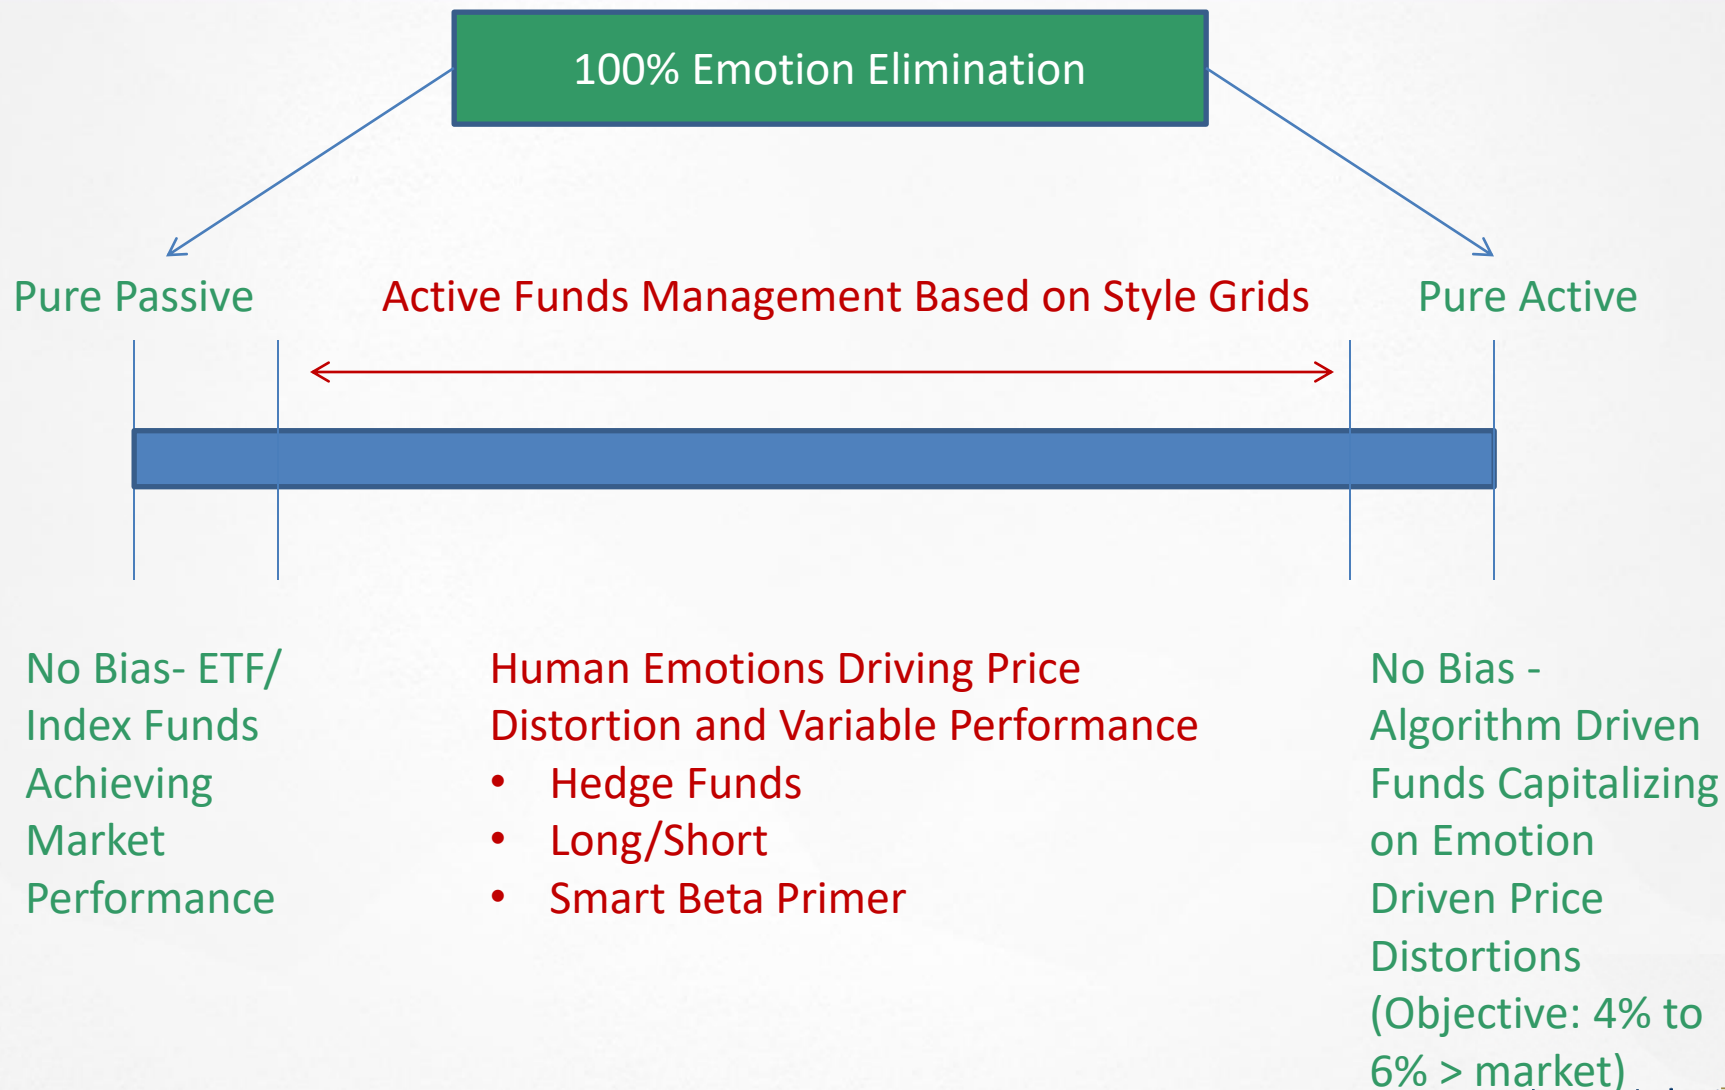 100% Emotion Elimination
Pure Passive
Active Funds Management Based on Style Grids
Pure Active
No Bias- ETF/
Index Funds
Achieving
Market
Performance
Human Emotions Driving Price
Distortion and Variable Performance
• Hedge Funds
• Long/Short
• Smart Beta Primer
No Bias -
Algorithm Driven
Funds Capitalizing
on Emotion
Driven Price
Distortions
(Objective: 4% to
6% > market)